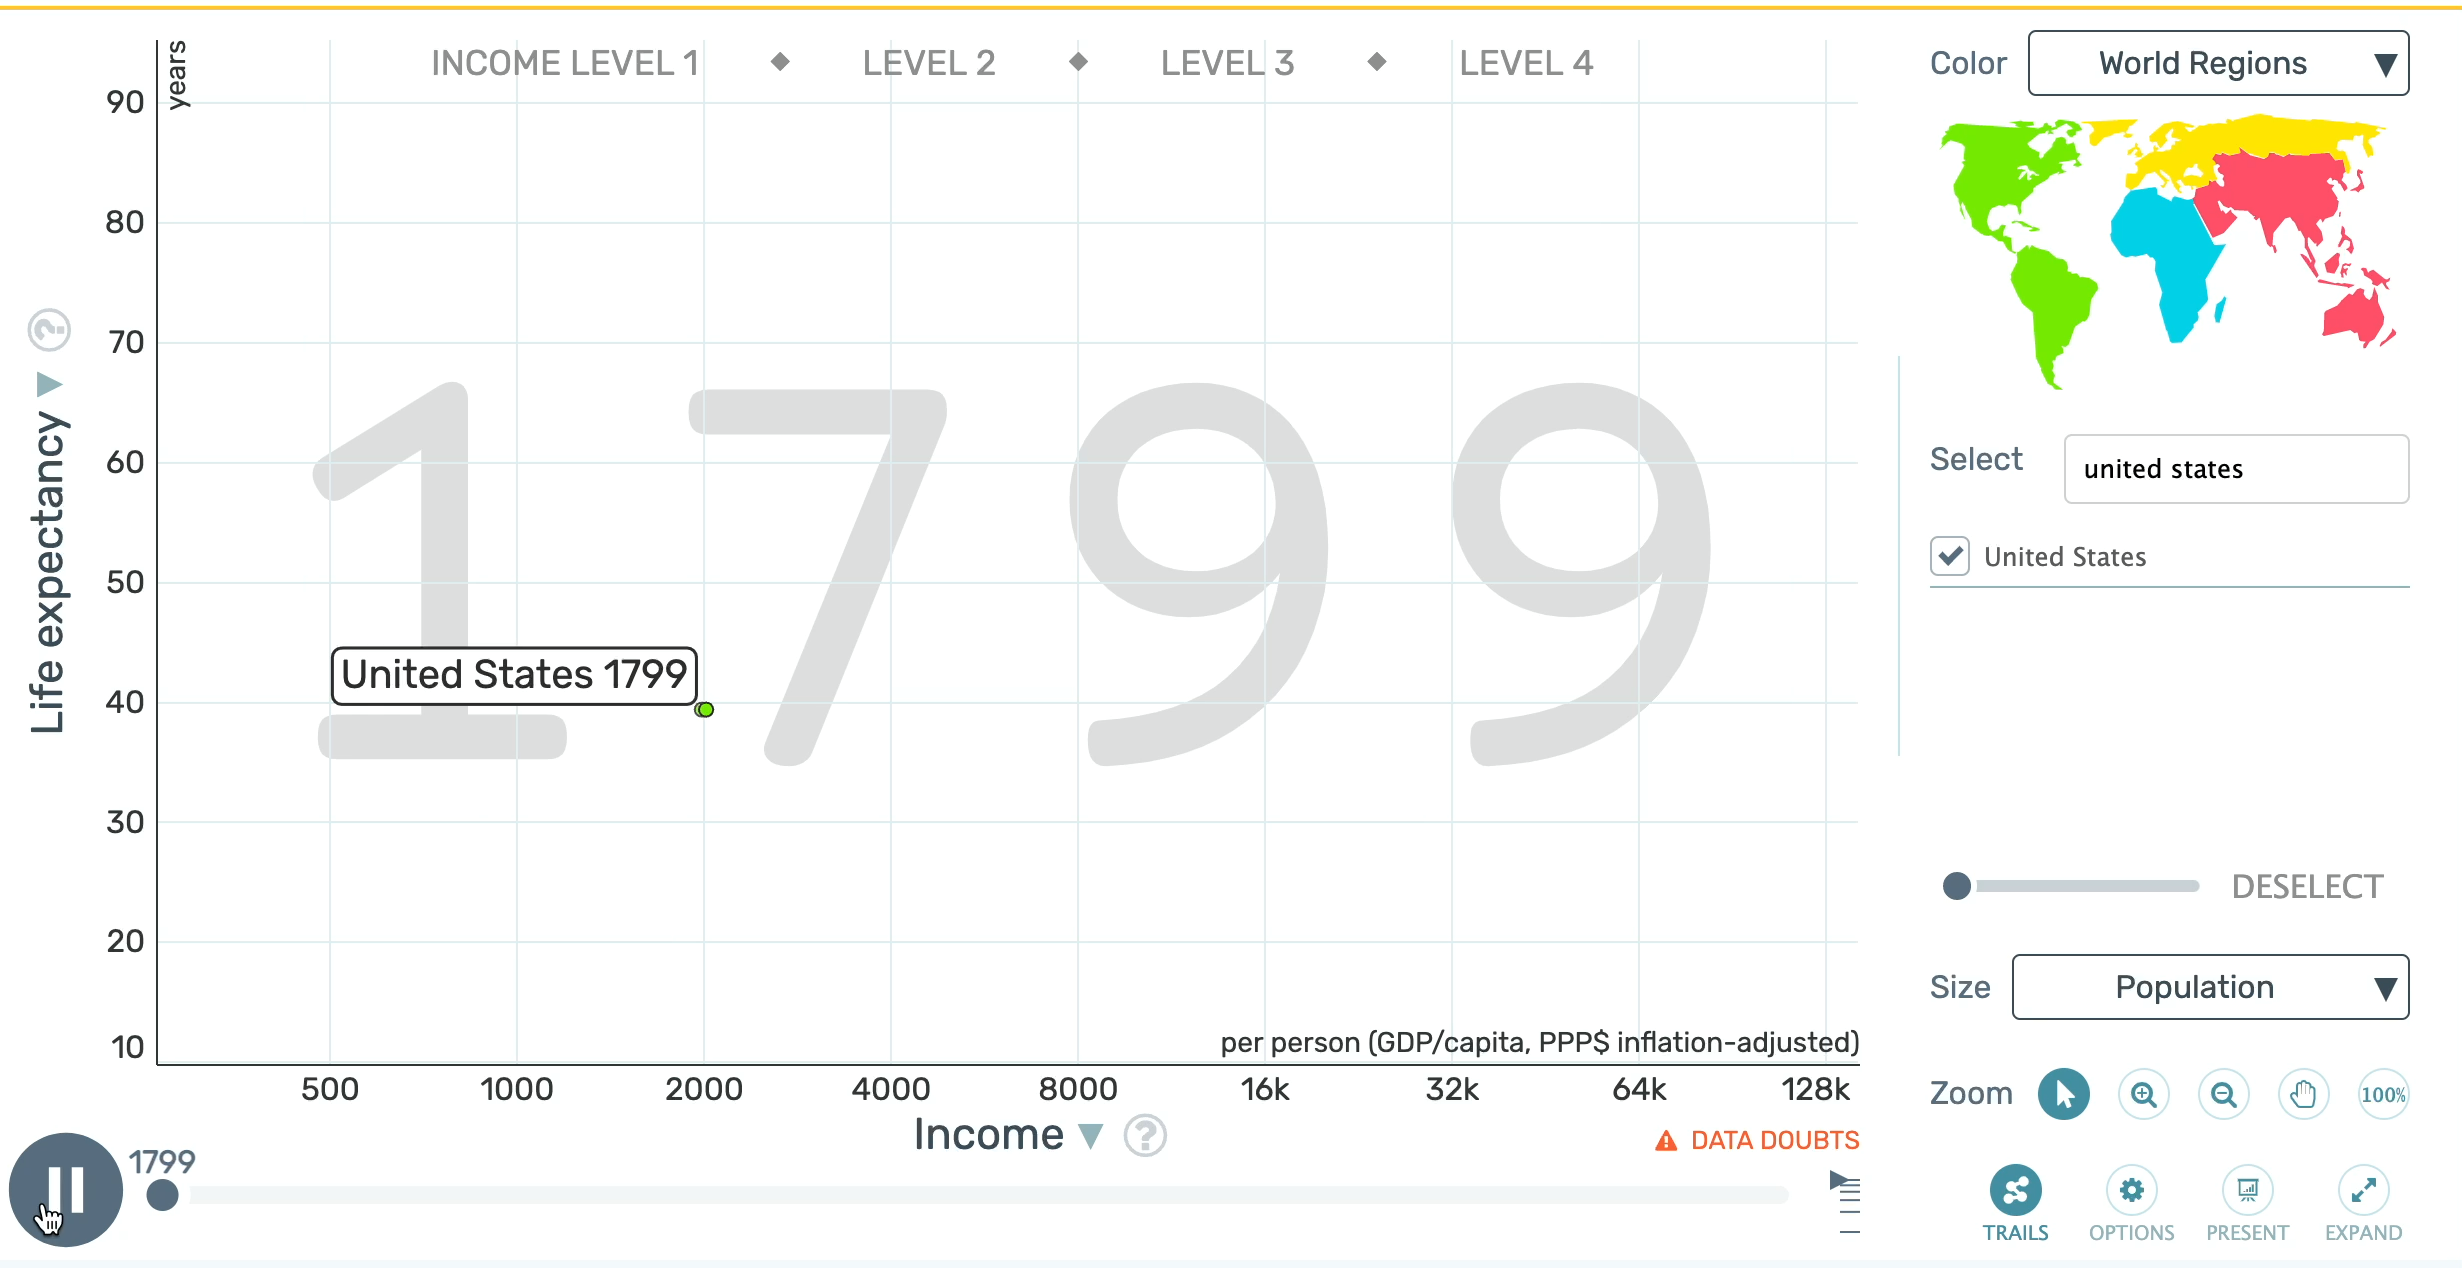 INCOME LEVEL 1 ◆ LEVEL 2 ◆ LEVEL 3 ◆ LEVEL 4
years
90
80
70
60
50
40
30
20
10
Life expectancy ▼ ?
1799
United States 1799
per person (GDP/capita, PPP$ inflation-adjusted)
500 1000 2000 4000 8000 16k 32k 64k 128k
Income ▼ ?
DATA DOUBTS
1799
Color World Regions ▼
Select united states
United States
DESELECT
Size Population ▼
Zoom 100%
TRAILS OPTIONS PRESENT EXPAND